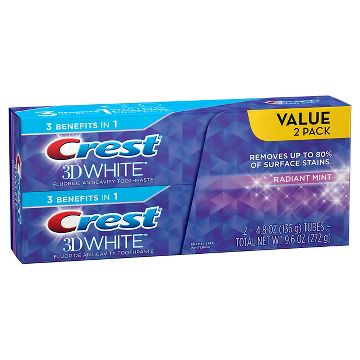 3 BENEFITS IN 1
Crest
3D WHITE
FLUORIDE ANTICAVITY TOOTHPASTE
3 BENEFITS IN 1
Crest
3D WHITE
FLUORIDE ANTICAVITY TOOTHPASTE
VALUE
2 PACK
REMOVES UP TO 80%
OF SURFACE STAINS.
RADIANT MINT
2 – 4.8 OZ (136 g) TUBES –
TOTAL NET WT 9.6 OZ (272 g)